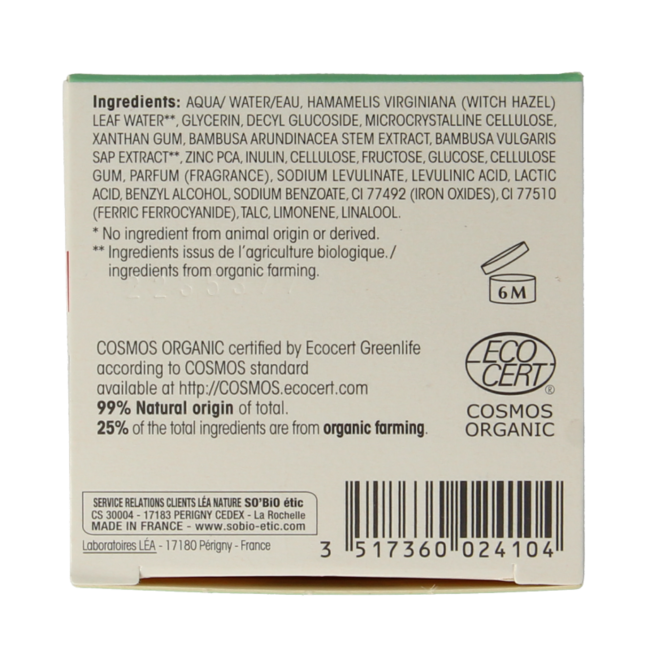 Ingredients: AQUA/ WATER/EAU, HAMAMELIS VIRGINIANA (WITCH HAZEL)
LEAF WATER**, GLYCERIN, DECYL GLUCOSIDE, MICROCRYSTALLINE CELLULOSE,
XANTHAN GUM, BAMBUSA ARUNDINACEA STEM EXTRACT, BAMBUSA VULGARIS
SAP EXTRACT**, ZINC PCA, INULIN, CELLULOSE, FRUCTOSE, GLUCOSE, CELLULOSE
GUM, PARFUM (FRAGRANCE), SODIUM LEVULINATE, LEVULINIC ACID, LACTIC
ACID, BENZYL ALCOHOL, SODIUM BENZOATE, CI 77492 (IRON OXIDES), CI 77510
(FERRIC FERROCYANIDE), TALC, LIMONENE, LINALOOL.
* No ingredient from animal origin or derived.
** Ingredients issus de l'agriculture biologique./
ingredients from organic farming.
6 M
COSMOS ORGANIC certified by Ecocert Greenlife
according to COSMOS standard
available at http://COSMOS.ecocert.com
99% Natural origin of total.
25% of the total ingredients are from organic farming.
ECO
CERT®
COSMOS
ORGANIC
SERVICE RELATIONS CLIENTS LÉA NATURE SO'BiO étic
CS 30004 - 17183 PERIGNY CEDEX - La Rochelle
MADE IN FRANCE - www.sobio-etic.com
Laboratoires LÉA - 17180 Périgny - France
3 517360 024104